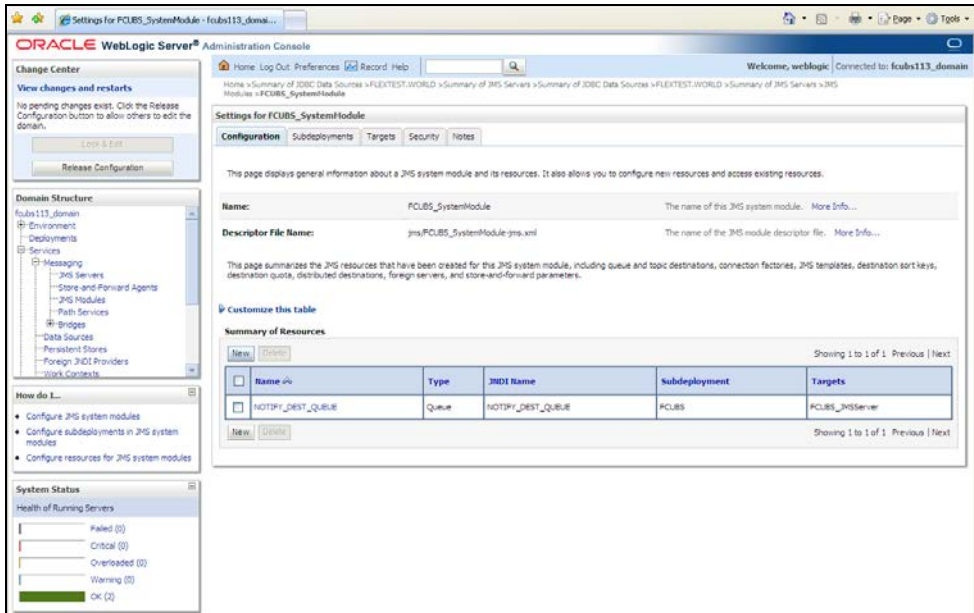 Settings for FCUBS_SystemModule - fcubs113_domai...
Page
Tools
ORACLE WebLogic Server® Administration Console
Change Center
View changes and restarts
No pending changes exist. Click the Release
Configuration button to allow others to edit the
domain.
Lock & Edit
Release Configuration
Domain Structure
fcubs113_domain
Environment
Deployments
Services
Messaging
JMS Servers
Store-and-Forward Agents
JMS Modules
Path Services
Bridges
Data Sources
Persistent Stores
Foreign JNDI Providers
Work Contexts
How do I...
Configure JMS system modules
Configure subdeployments in JMS system
modules
Configure resources for JMS system modules
System Status
Health of Running Servers
Failed (0)
Critical (0)
Overloaded (0)
Warning (0)
OK (2)
Home Log Out Preferences Record Help
Welcome, weblogic Connected to: fcubs113_domain
Home >Summary of JDBC Data Sources >FLEXTEST.WORLD >Summary of JMS Servers >Summary of JDBC Data Sources >FLEXTEST.WORLD >Summary of JMS Servers >JMS
Modules >FCUBS_SystemModule
Settings for FCUBS_SystemModule
Configuration Subdeployments Targets Security Notes
This page displays general information about a JMS system module and its resources. It also allows you to configure new resources and access existing resources.
Name: FCUBS_SystemModule The name of this JMS system module. More Info...
Descriptor File Name: jms/FCUBS_SystemModule-jms.xml The name of the JMS module descriptor file. More Info...
This page summarizes the JMS resources that have been created for this JMS system module, including queue and topic destinations, connection factories, JMS templates, destination sort keys,
destination quota, distributed destinations, foreign servers, and store-and-forward parameters.
Customize this table
Summary of Resources
New Delete Showing 1 to 1 of 1 Previous | Next
Name Type JNDI Name Subdeployment Targets
NOTIFY_DEST_QUEUE Queue NOTIFY_DEST_QUEUE FCUBS FCUBS_JMSServer
New Delete Showing 1 to 1 of 1 Previous | Next